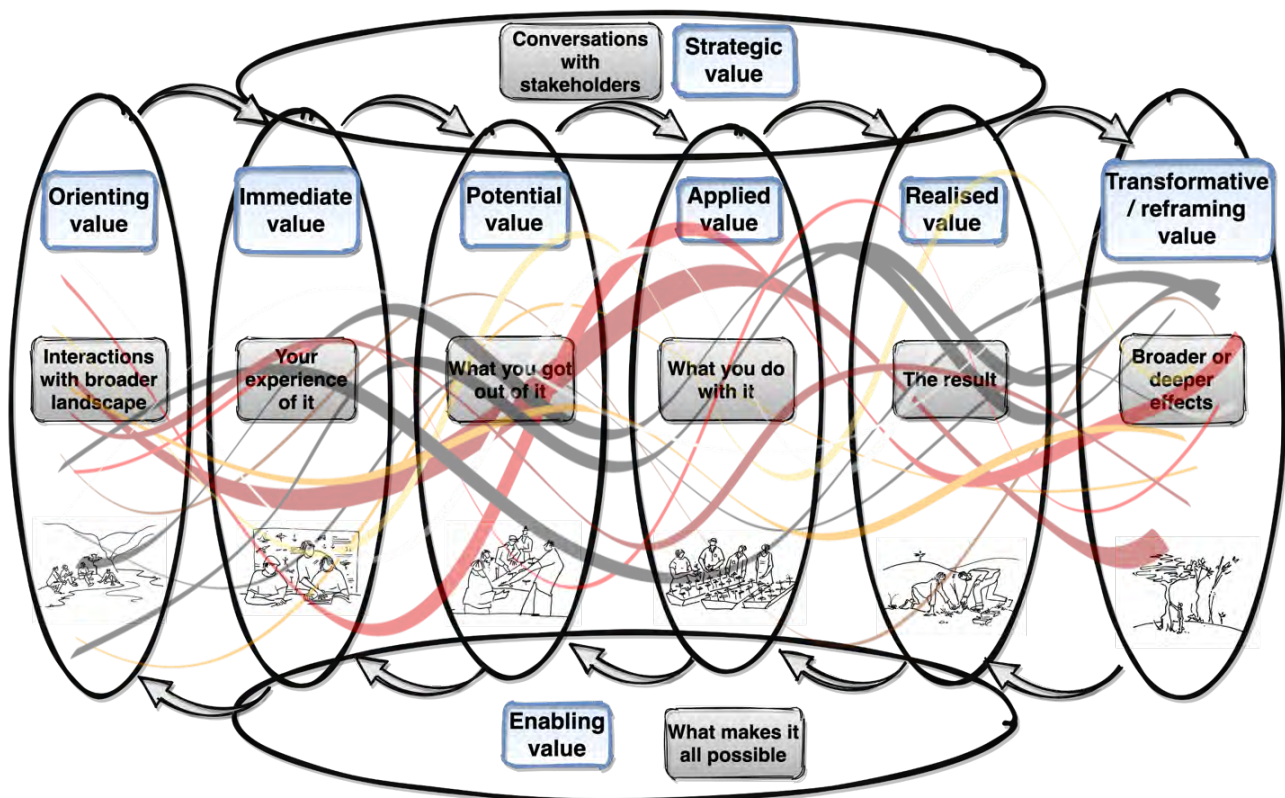 Conversations
with
stakeholders
Strategic
value
Orienting
value
Immediate
value
Potential
value
Applied
value
Realised
value
Transformative
/ reframing
value
Interactions
with broader
landscape
Your
experience
of it
What you got
out of it
What you do
with it
The result
Broader or
deeper
effects
Enabling
value
What makes it
all possible